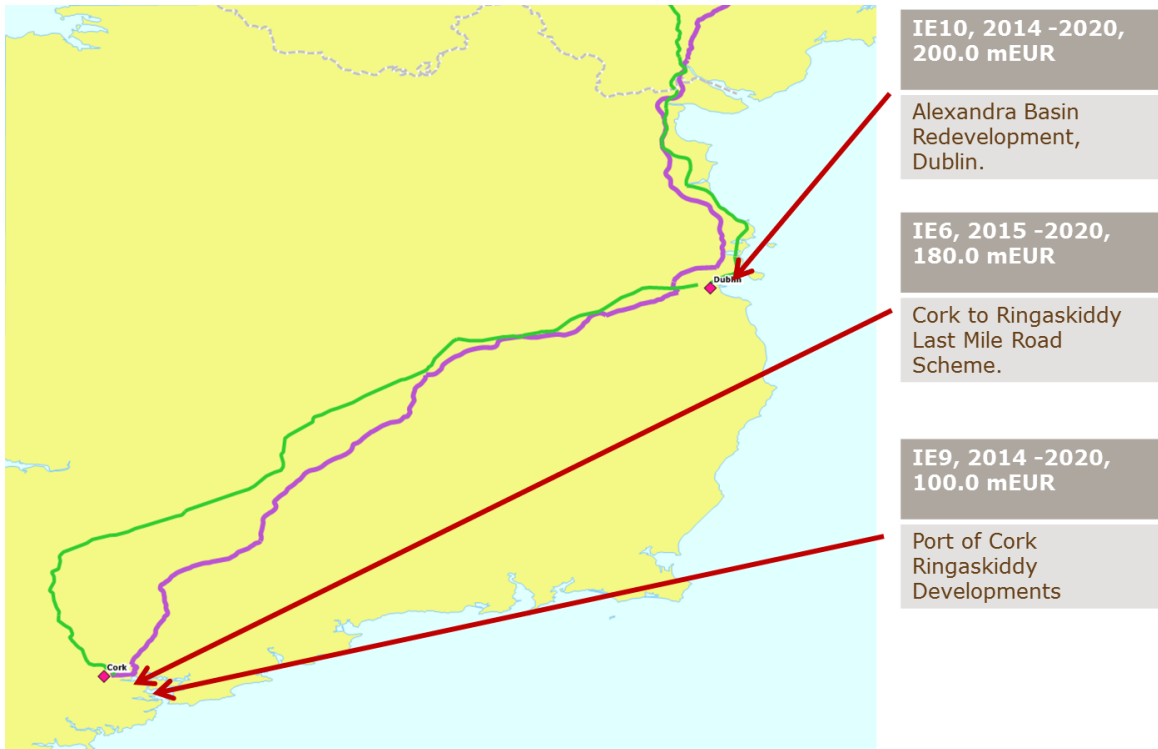 IE10, 2014 -2020,
200.0 mEUR
Alexandra Basin
Redevelopment,
Dublin.
IE6, 2015 -2020,
180.0 mEUR
Cork to Ringaskiddy
Last Mile Road
Scheme.
IE9, 2014 -2020,
100.0 mEUR
Port of Cork
Ringaskiddy
Developments
Dublin
Cork